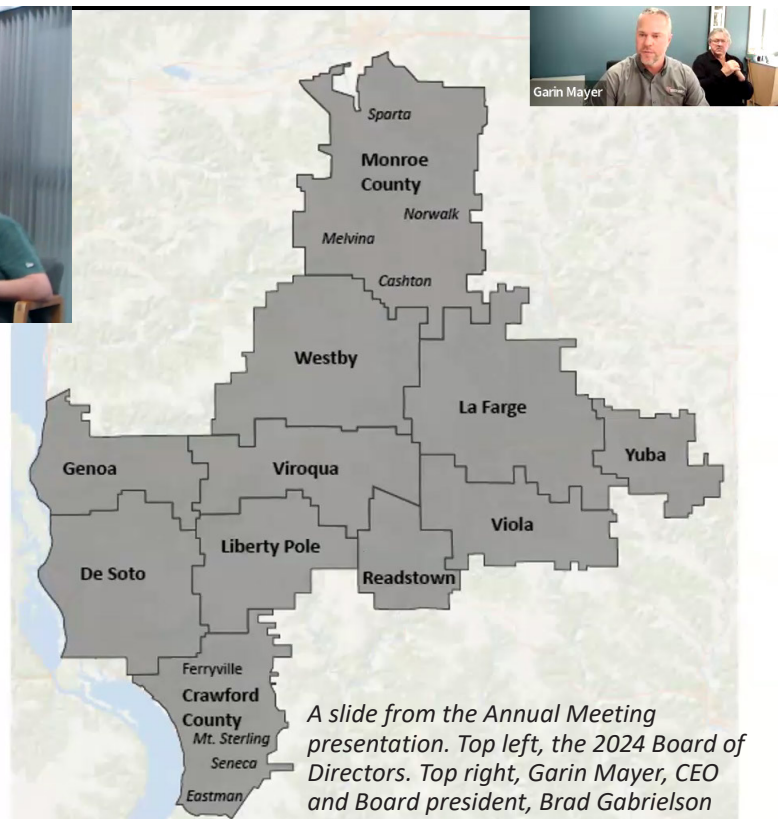 Garin Mayer
Sparta
Monroe
County
Norwalk
Melvina
Cashton
Westby
La Farge
Yuba
Genoa
Viroqua
Viola
Liberty Pole
De Soto
Readstown
Ferryville
Crawford
County
Mt. Sterling
Seneca
Eastman
A slide from the Annual Meeting
presentation. Top left, the 2024 Board of
Directors. Top right, Garin Mayer, CEO
and Board president, Brad Gabrielson